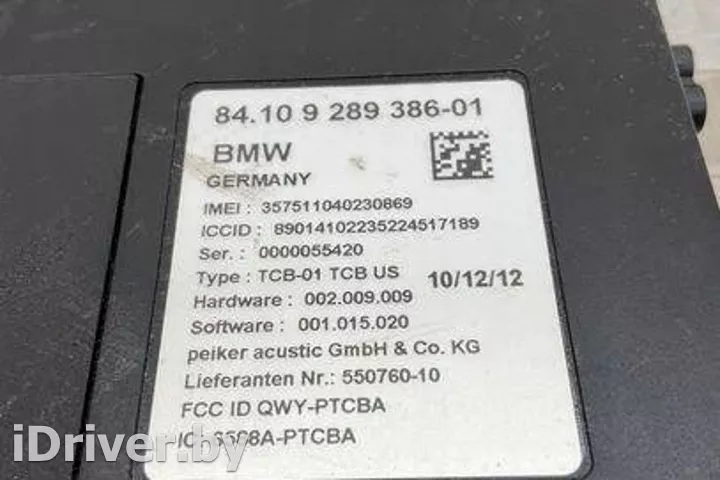 84.10 9 289 386-01
BMW
GERMANY
IMEI : 357511040230869
ICCID : 89014102235224517189
Ser. : 0000055420
Type : TCB-01 TCB US 10/12/12
Hardware : 002.009.009
Software : 001.015.020
peiker acustic GmbH & Co. KG
Lieferanten Nr.: 550760-10
FCC ID QWY-PTCBA
IC 6588A-PTCBA
iDriver.by